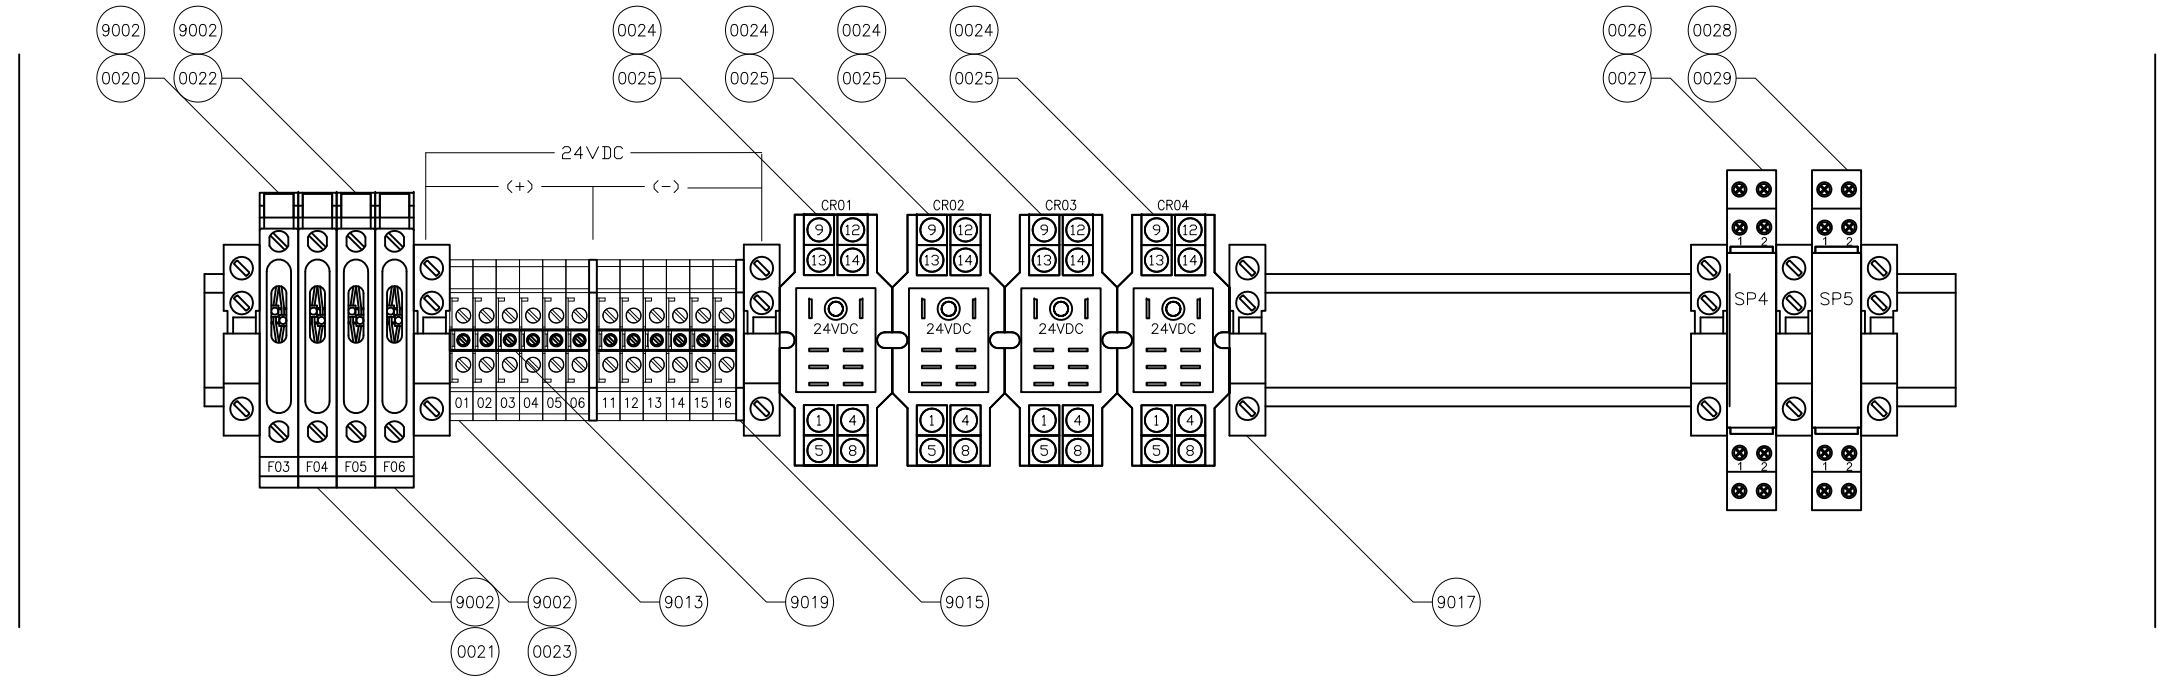 9002 9002 0024 0024 0024 0024 0026 0028
0020 0022 0025 0025 0025 0025 0027 0029
24VDC
(+) (-)
CR01 CR02 CR03 CR04
9 12 9 12 9 12 9 12
1 2 1 2
13 14 13 14 13 14 13 14
SP4 SP5
24VDC 24VDC 24VDC 24VDC
01 02 03 04 05 06 11 12 13 14 15 16
1 4 1 4 1 4 1 4
5 8 5 8 5 8 5 8
F03 F04 F05 F06
1 2 1 2
9002 9002 9013 9019 9015 9017
0021 0023